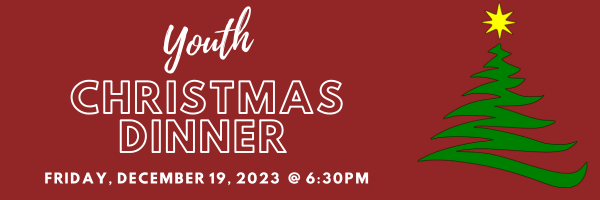 Youth
CHRISTMAS
DINNER
FRIDAY, DECEMBER 19, 2023 @ 6:30PM